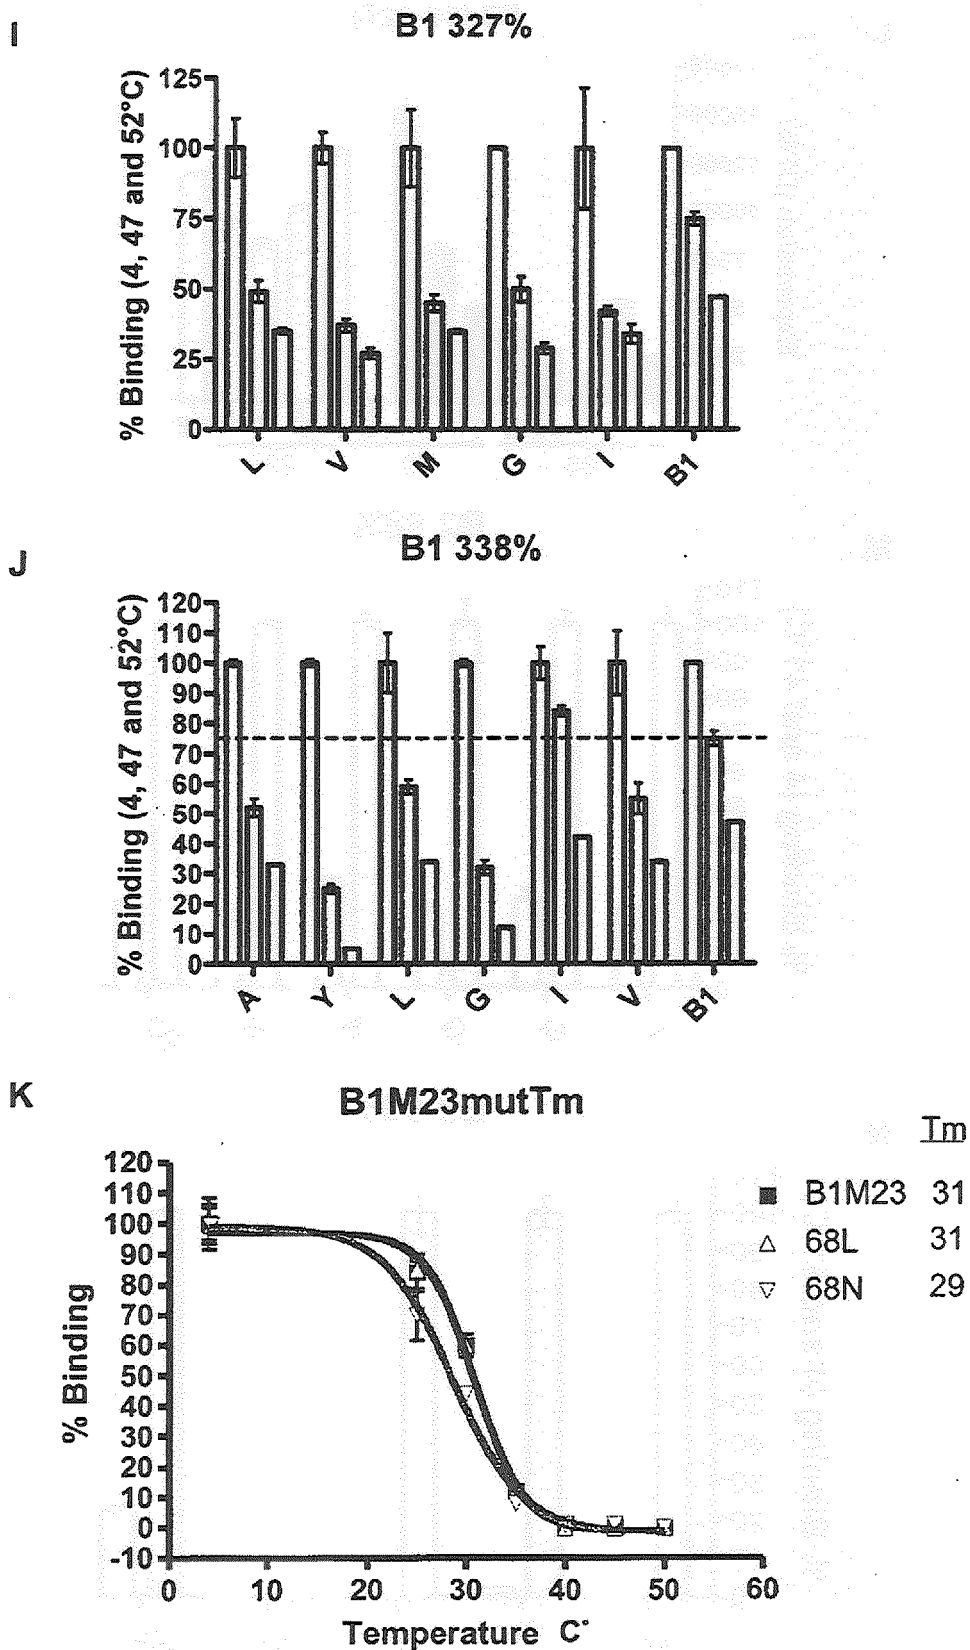 I
B1 327%
% Binding (4, 47 and 52°C)
125
100
75
50
25
0
L V M G I B1
J
B1 338%
% Binding (4, 47 and 52°C)
120
110
100
90
80
70
60
50
40
30
20
10
0
A Y L G I V B1
K
B1M23mutTm
Tm
B1M23 31
68L 31
68N 29
% Binding
120
110
100
90
80
70
60
50
40
30
20
10
0
-10
0 10 20 30 40 50 60
Temperature C°